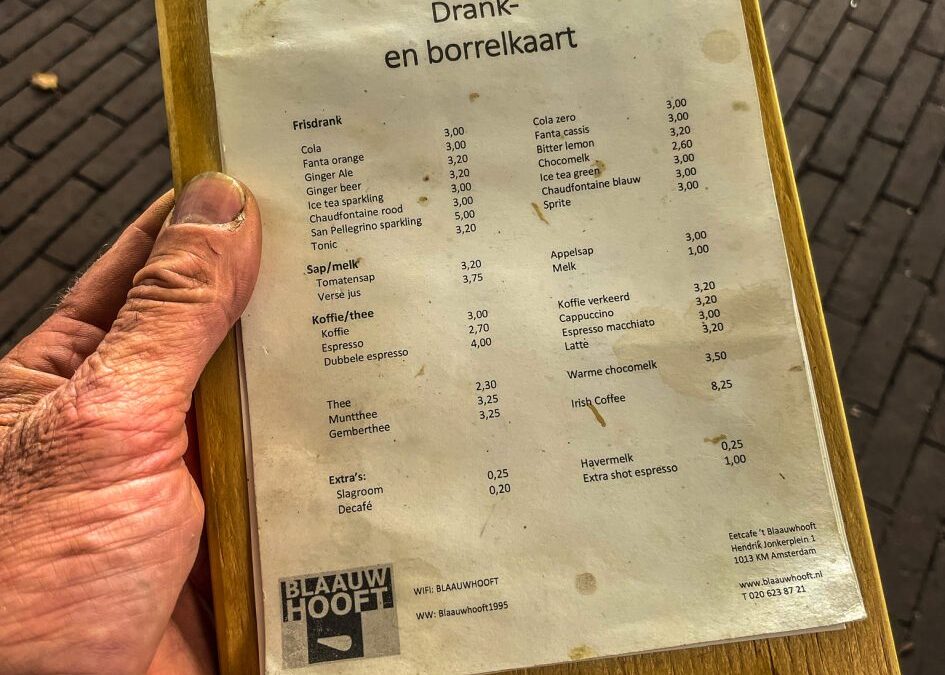 Drank-
en borrelkaart
Frisdrank
Cola 3,00
Fanta orange 3,00
Ginger Ale 3,20
Ginger beer 3,20
Ice tea sparkling 3,00
Chaudfontaine rood 3,00
San Pellegrino sparkling 5,00
Tonic 3,20
Cola zero 3,00
Fanta cassis 3,00
Bitter lemon 3,20
Chocomelk 2,60
Ice tea green 3,00
Chaudfontaine blauw 3,00
Sprite 3,00
Sap/melk
Tomatensap 3,20
Verse jus 3,75
Appelsap 3,00
Melk 1,00
Koffie/thee
Koffie 3,00
Espresso 2,70
Dubbele espresso 4,00
Koffie verkeerd 3,20
Cappuccino 3,20
Espresso macchiato 3,00
Latte 3,20
Warme chocomelk 3,50
Thee 2,30
Muntthee 3,25
Gemberthee 3,25
Irish Coffee 8,25
Extra's:
Slagroom 0,25
Decafé 0,20
Havermelk 0,25
Extra shot espresso 1,00
BLAAUW
HOOFT
WIFI: BLAAUWHOOFT
WW: Blaauwhooft1995
Eetcafe 't Blaauwhooft
Hendrik Jonkerplein 1
1013 KM Amsterdam
www.blaauwhooft.nl
T 020 623 87 21